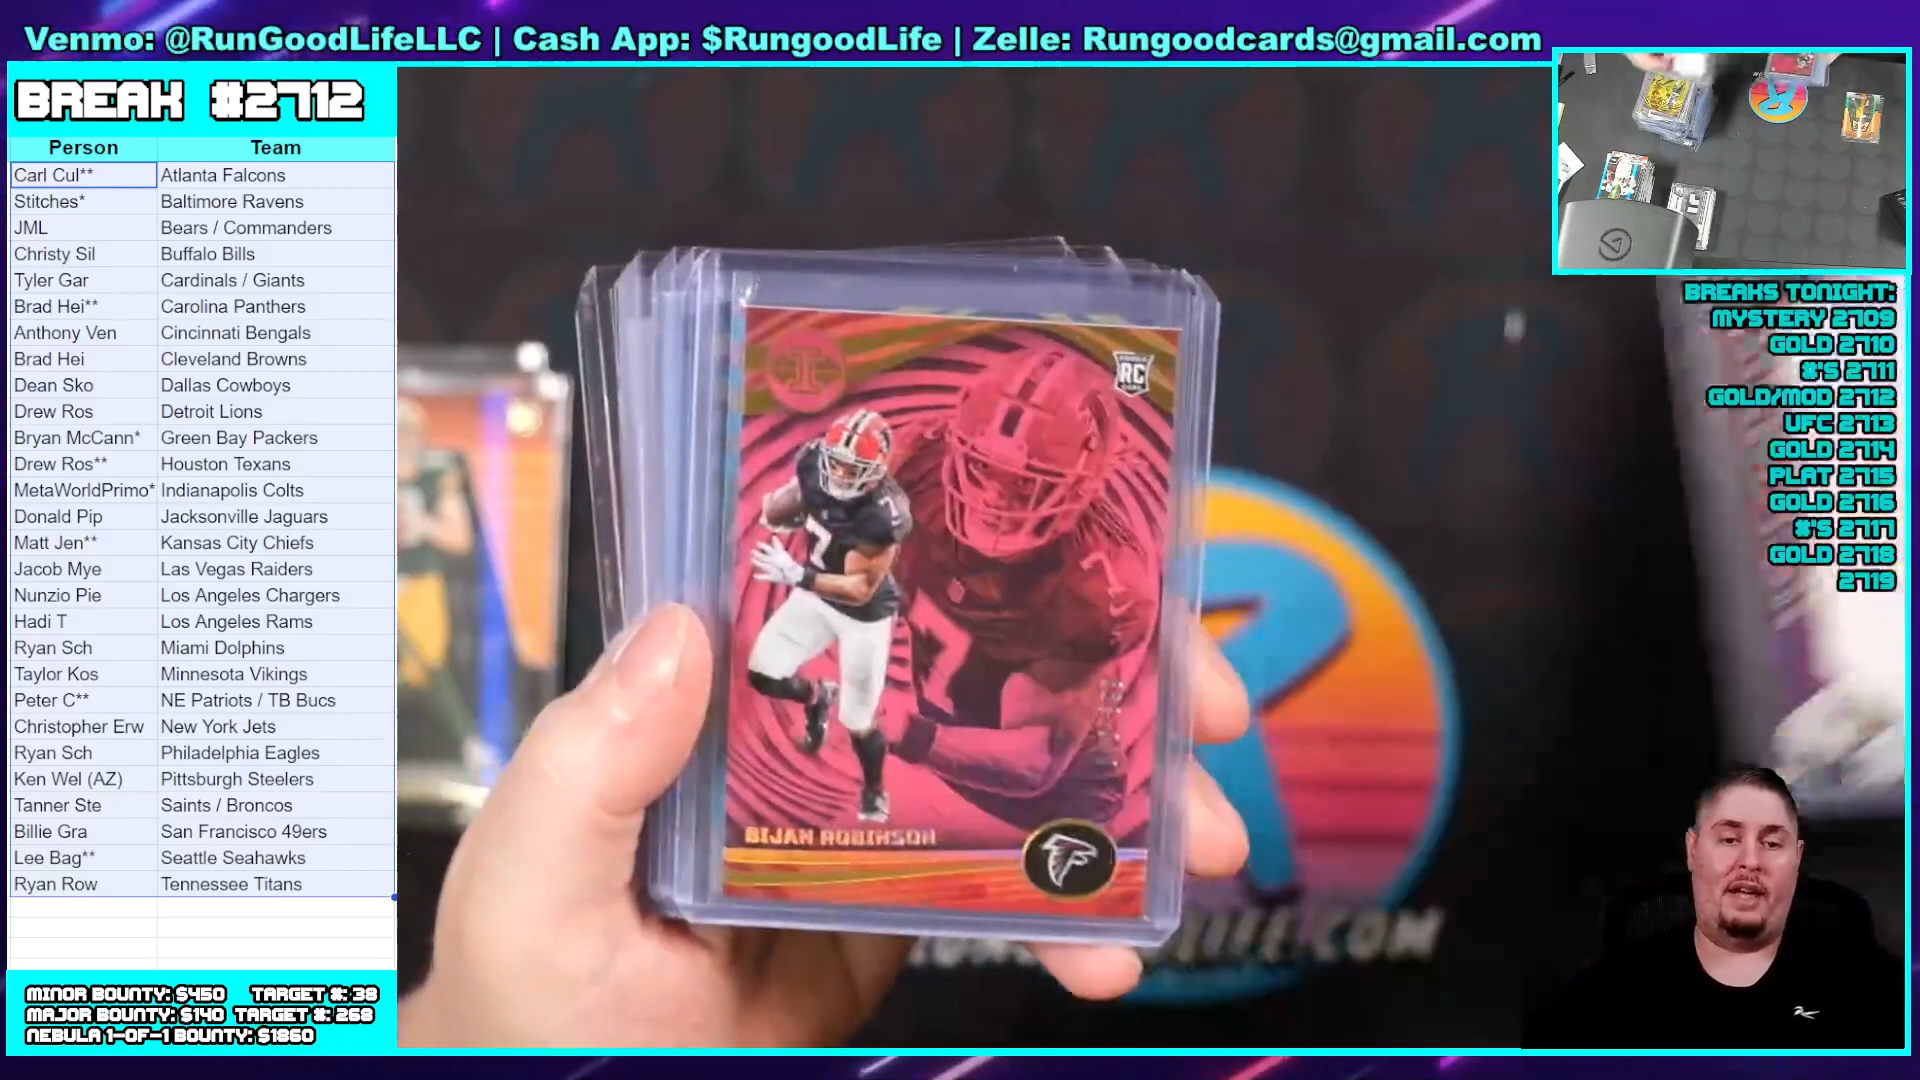 Venmo: @RunGoodLifeLLC | Cash App: $RungoodLife | Zelle: Rungoodcards@gmail.com
BREAK #2712
Person Team
Carl Cul** Atlanta Falcons
Stitches* Baltimore Ravens
JML Bears / Commanders
Christy Sil Buffalo Bills
Tyler Gar Cardinals / Giants
Brad Hei** Carolina Panthers
Anthony Ven Cincinnati Bengals
Brad Hei Cleveland Browns
Dean Sko Dallas Cowboys
Drew Ros Detroit Lions
Bryan McCann* Green Bay Packers
Drew Ros** Houston Texans
MetaWorldPrimo* Indianapolis Colts
Donald Pip Jacksonville Jaguars
Matt Jen** Kansas City Chiefs
Jacob Mye Las Vegas Raiders
Nunzio Pie Los Angeles Chargers
Hadi T Los Angeles Rams
Ryan Sch Miami Dolphins
Taylor Kos Minnesota Vikings
Peter C** NE Patriots / TB Bucs
Christopher Erw New York Jets
Ryan Sch Philadelphia Eagles
Ken Wel (AZ) Pittsburgh Steelers
Tanner Ste Saints / Broncos
Billie Gra San Francisco 49ers
Lee Bag** Seattle Seahawks
Ryan Row Tennessee Titans
MINOR BOUNTY: $450 TARGET #: 38
MAJOR BOUNTY: $140 TARGET #: 268
NEBULA 1-OF-1 BOUNTY: $1860
RC
7
7
7
BIJAN ROBINSON
LIFE.COM
BREAKS TONIGHT:
MYSTERY 2709
GOLD 2710
#'S 2711
GOLD/MOD 2712
UFC 2713
GOLD 2714
PLAT 2715
GOLD 2716
#'S 2717
GOLD 2718
2719